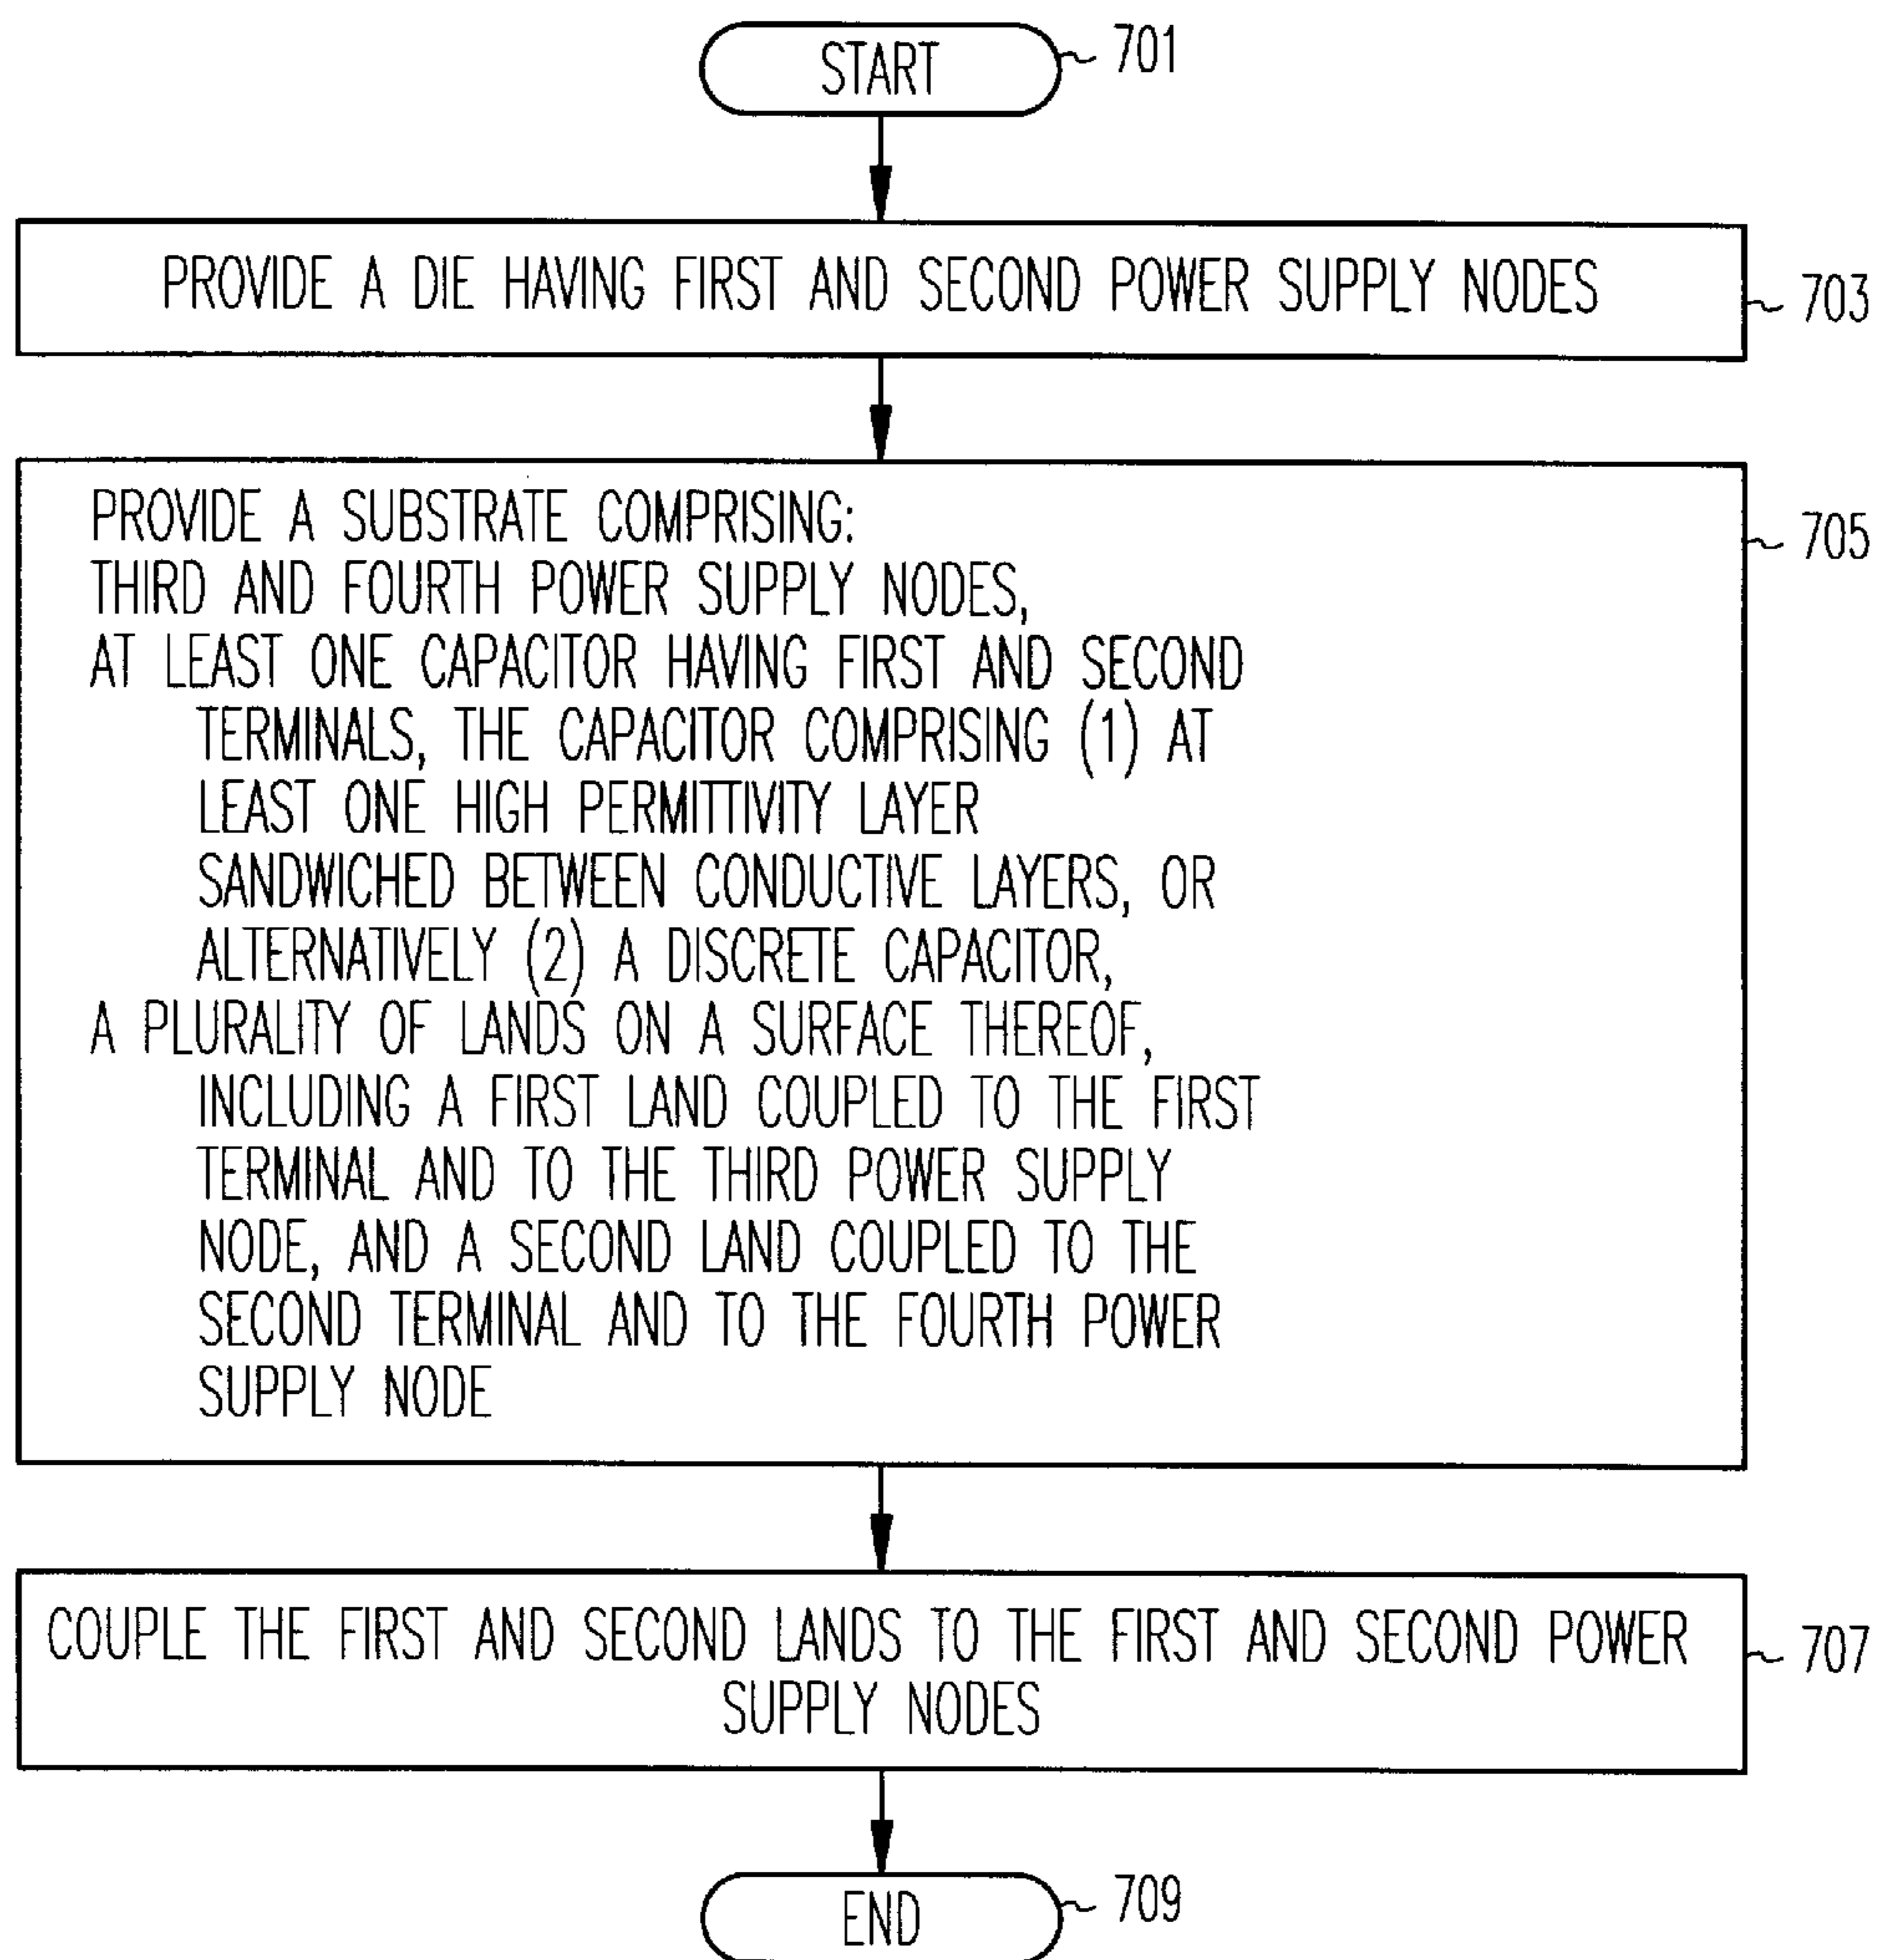 START
701
PROVIDE A DIE HAVING FIRST AND SECOND POWER SUPPLY NODES
703
PROVIDE A SUBSTRATE COMPRISING:
705
THIRD AND FOURTH POWER SUPPLY NODES,
AT LEAST ONE CAPACITOR HAVING FIRST AND SECOND
TERMINALS, THE CAPACITOR COMPRISING (1) AT
LEAST ONE HIGH PERMITTIVITY LAYER
SANDWICHED BETWEEN CONDUCTIVE LAYERS, OR
ALTERNATIVELY (2) A DISCRETE CAPACITOR,
A PLURALITY OF LANDS ON A SURFACE THEREOF,
INCLUDING A FIRST LAND COUPLED TO THE FIRST
TERMINAL AND TO THE THIRD POWER SUPPLY
NODE, AND A SECOND LAND COUPLED TO THE
SECOND TERMINAL AND TO THE FOURTH POWER
SUPPLY NODE
COUPLE THE FIRST AND SECOND LANDS TO THE FIRST AND SECOND POWER
SUPPLY NODES
707
END
709